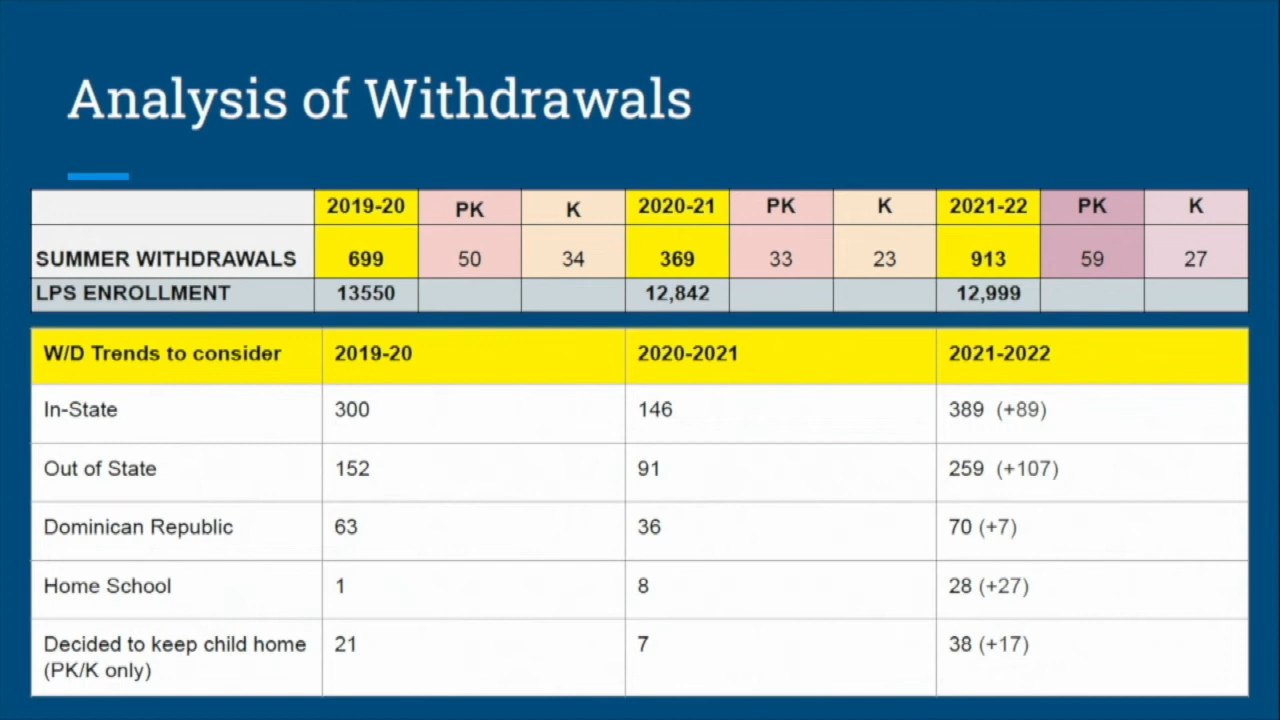 Analysis of Withdrawals
2019-20 PK K 2020-21 PK K 2021-22 PK K
SUMMER WITHDRAWALS 699 50 34 369 33 23 913 59 27
LPS ENROLLMENT 13550 12,842 12,999
W/D Trends to consider 2019-20 2020-2021 2021-2022
In-State 300 146 389 (+89)
Out of State 152 91 259 (+107)
Dominican Republic 63 36 70 (+7)
Home School 1 8 28 (+27)
Decided to keep child home 21 7 38 (+17)
(PK/K only)